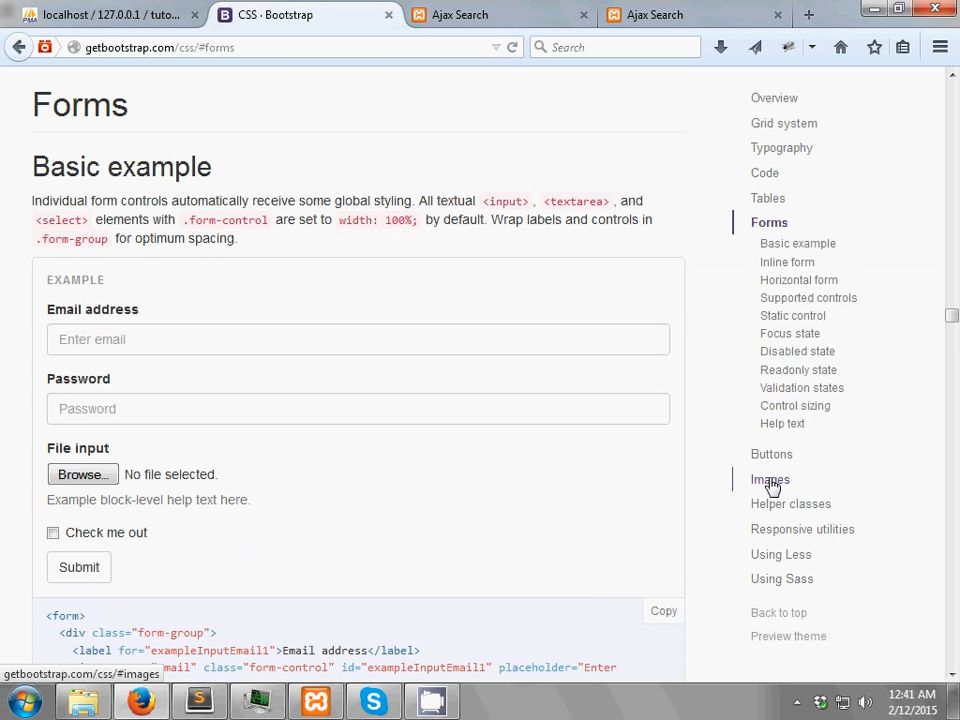 localhost / 127.0.0.1 / tuto...
CSS · Bootstrap
Ajax Search
Ajax Search
getbootstrap.com/css/#forms
Search
Forms
Basic example
Individual form controls automatically receive some global styling. All textual <input>, <textarea>, and
<select> elements with .form-control are set to width: 100%; by default. Wrap labels and controls in
.form-group for optimum spacing.
EXAMPLE
Email address
Enter email
Password
Password
File input
Browse... No file selected.
Example block-level help text here.
Check me out
Submit
Copy
<form>
<div class="form-group">
<label for="exampleInputEmail1">Email address</label>
mail" class="form-control" id="exampleInputEmail1" placeholder="Enter
Overview
Grid system
Typography
Code
Tables
Forms
Basic example
Inline form
Horizontal form
Supported controls
Static control
Focus state
Disabled state
Readonly state
Validation states
Control sizing
Help text
Buttons
Images
Helper classes
Responsive utilities
Using Less
Using Sass
Back to top
Preview theme
getbootstrap.com/css/#images
12:41 AM
2/12/2015